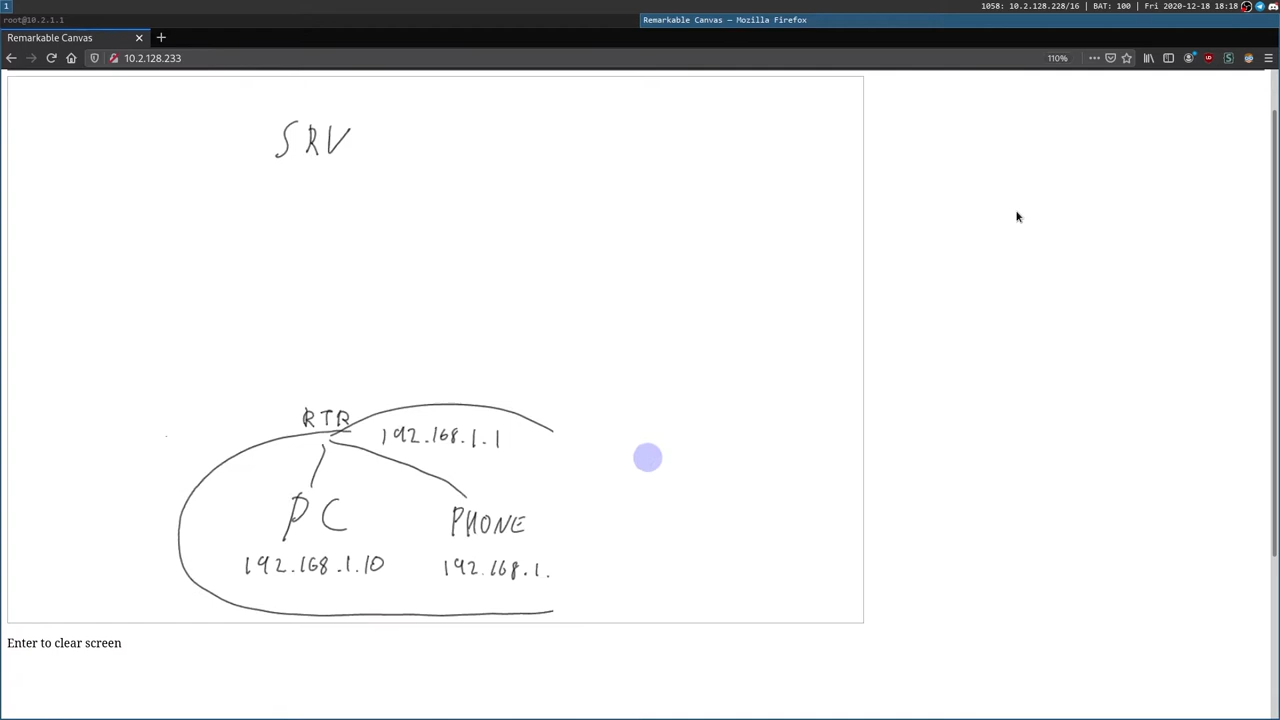 1
1058: 10.2.128.228/16 | BAT: 100 | Fri 2020-12-18 18:18
root@10.2.1.1
Remarkable Canvas — Mozilla Firefox
Remarkable Canvas
10.2.128.233
110%
SRV
RTR
192.168.1.1
PC
PHONE
192.168.1.10
192.168.1.
Enter to clear screen